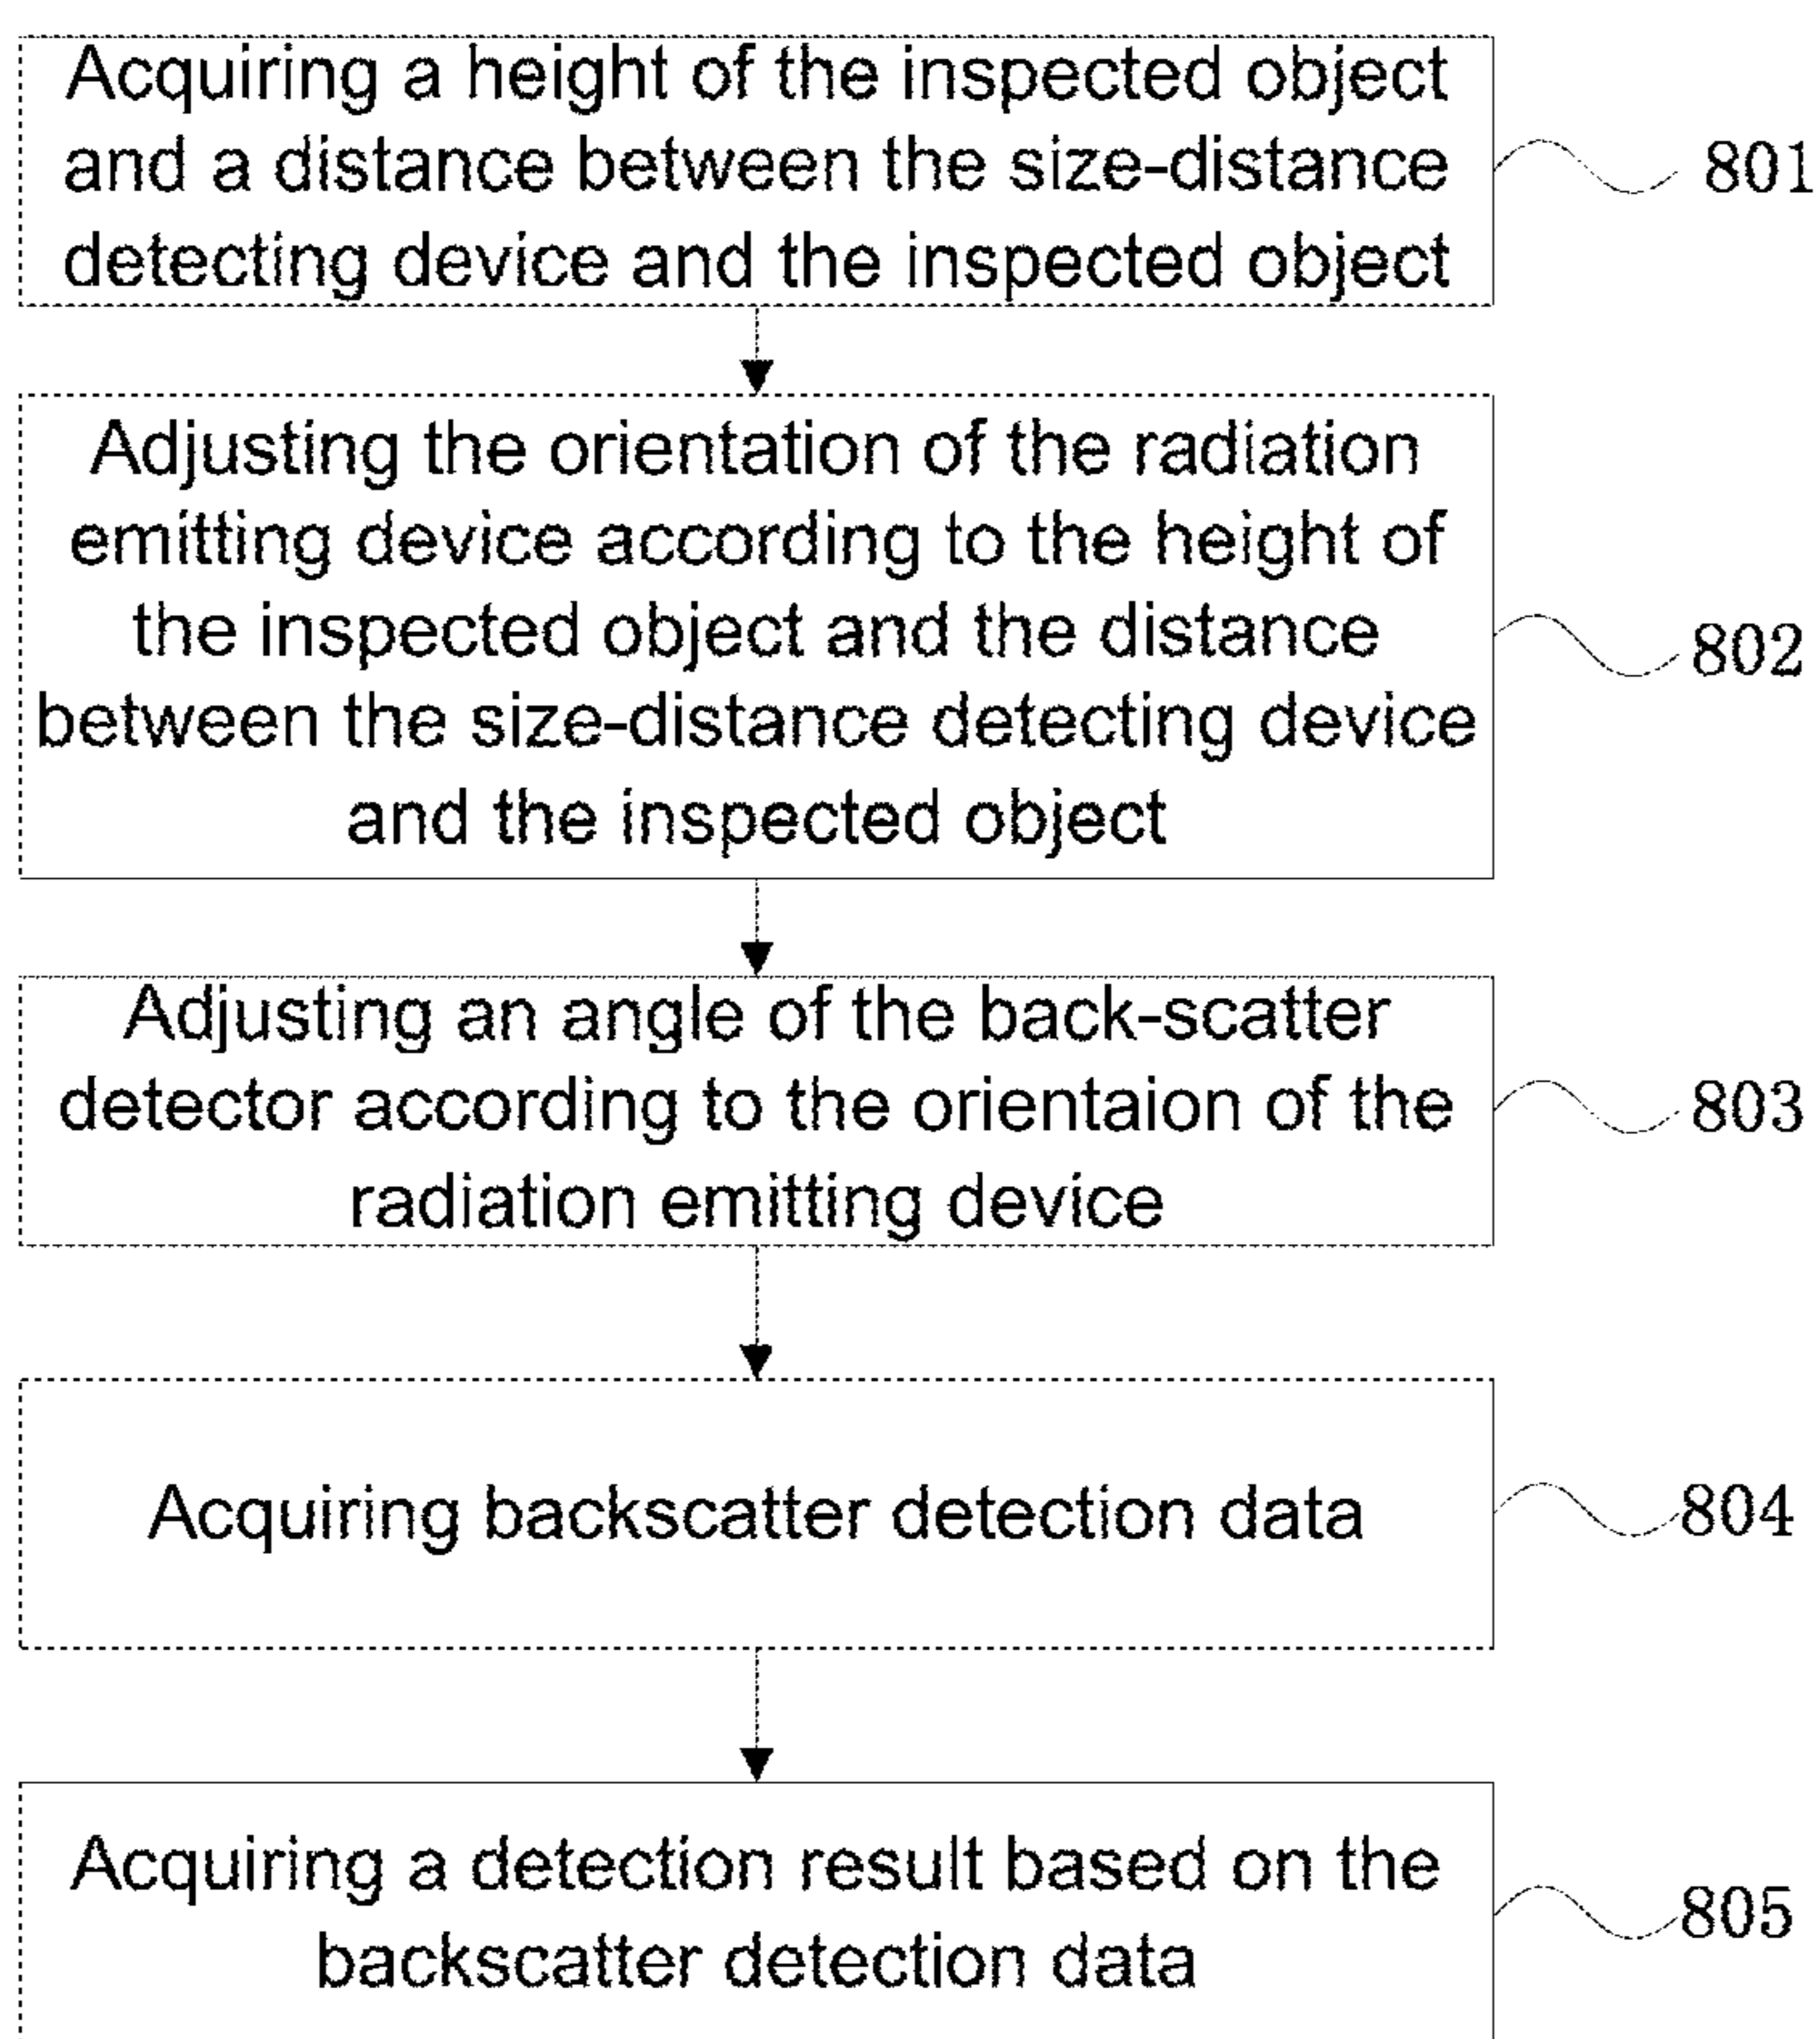 Acquiring a height of the inspected object
and a distance between the size-distance
detecting device and the inspected object
801
Adjusting the orientation of the radiation
emitting device according to the height of
the inspected object and the distance
between the size-distance detecting device
and the inspected object
802
Adjusting an angle of the back-scatter
detector according to the orientaion of the
radiation emitting device
803
Acquiring backscatter detection data
804
Acquiring a detection result based on the
backscatter detection data
805